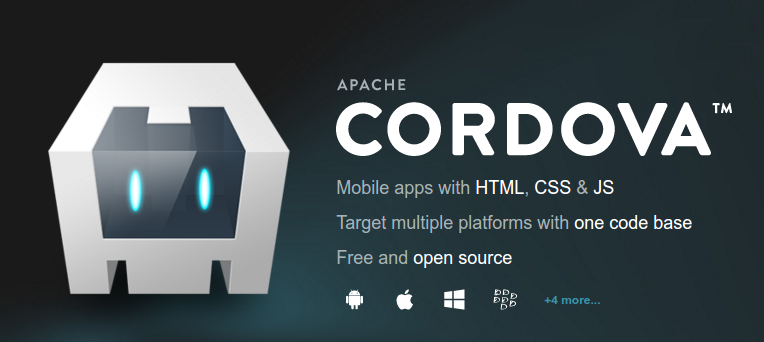 APACHE
CORDOVA™
Mobile apps with HTML, CSS & JS
Target multiple platforms with one code base
Free and open source
+4 more...